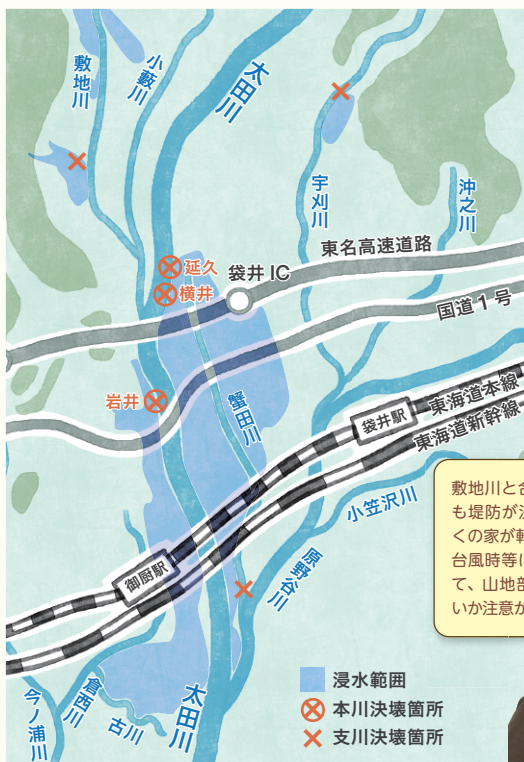 敷地川
小藪川
太田川
宇刈川
沖之川
東名高速道路
延久
袋井 IC
横井
国道 1 号
岩井
蟹田川
袋井駅
東海道本線
東海道新幹線
小笠沢川
敷地川と合
も堤防が決
くの家が軒
台風時等に
て、山地部
いか注意か
御厨駅
原野谷川
今ノ浦川
倉西川
古川
太田川
浸水範囲
本川決壊箇所
支川決壊箇所